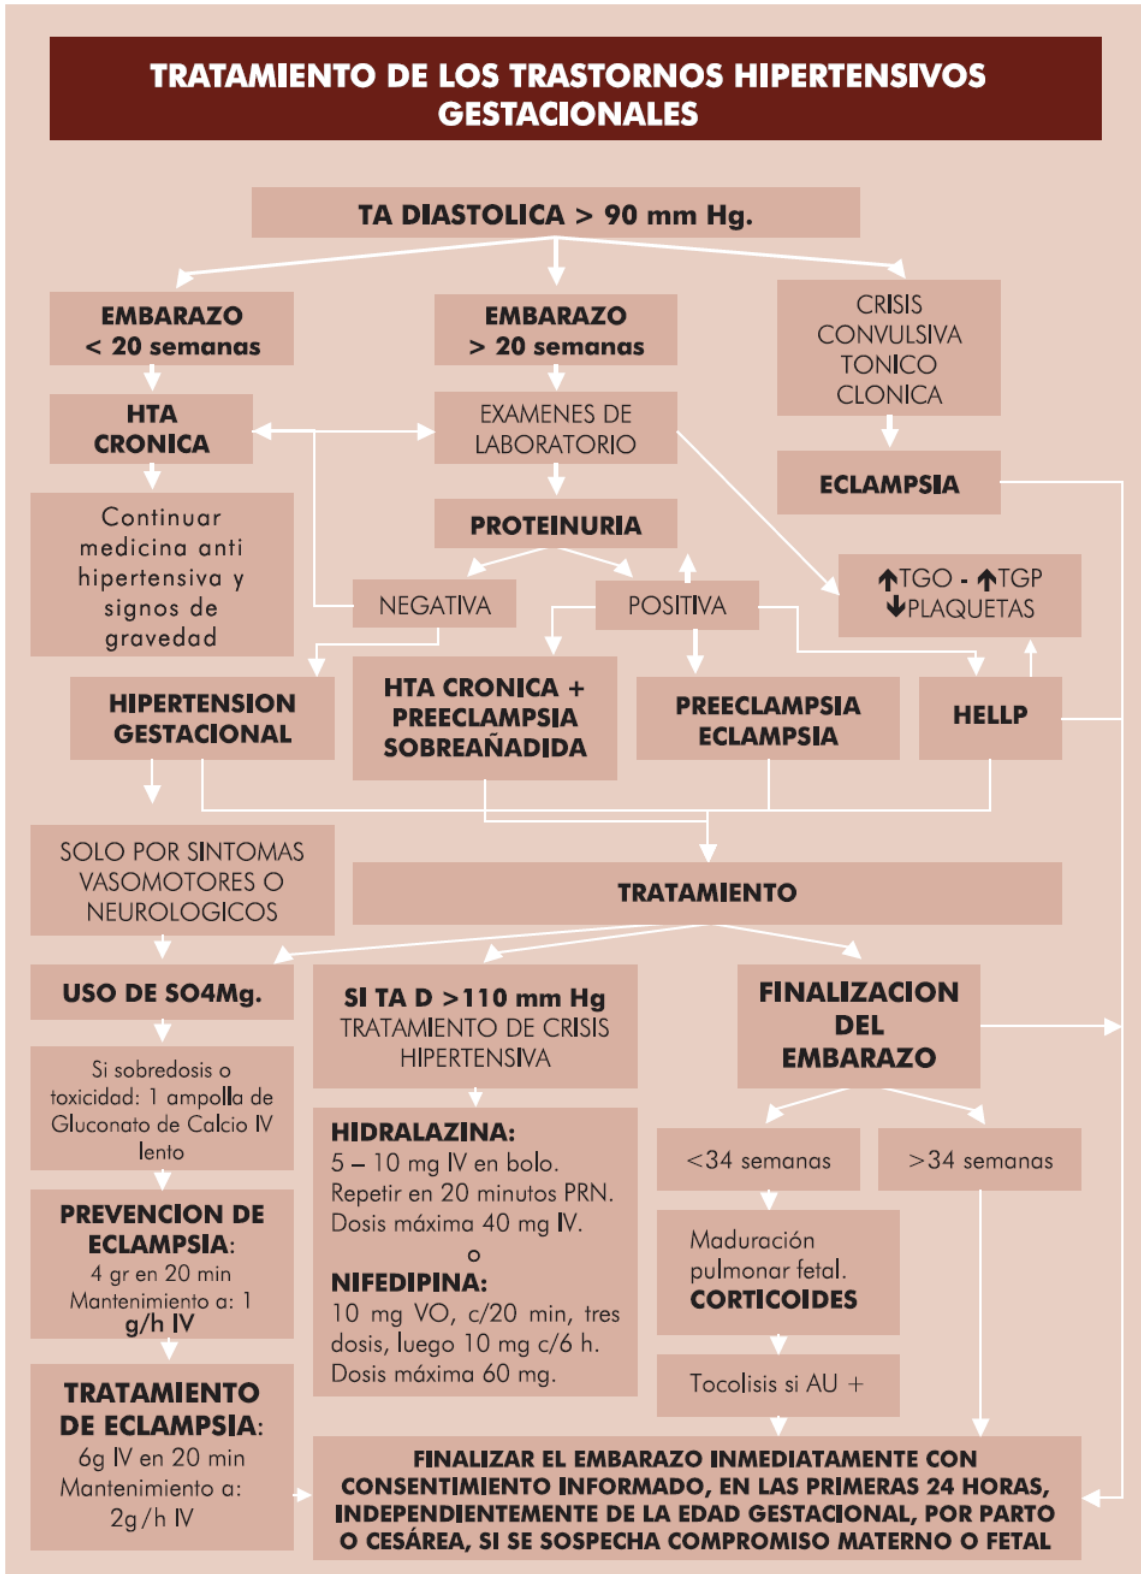 TRATAMIENTO DE LOS TRASTORNOS HIPERTENSIVOS
GESTACIONALES
TA DIASTOLICA > 90 mm Hg.
EMBARAZO
< 20 semanas
EMBARAZO
> 20 semanas
CRISIS
CONVULSIVA
TONICO
CLONICA
HTA
CRONICA
EXAMENES DE
LABORATORIO
ECLAMPSIA
Continuar
medicina anti
hipertensiva y
signos de
gravedad
PROTEINURIA
↑TGO - ↑TGP
↓PLAQUETAS
NEGATIVA
POSITIVA
HIPERTENSION
GESTACIONAL
HTA CRONICA +
PREECLAMPSIA
SOBREAÑADIDA
PREECLAMPSIA
ECLAMPSIA
HELLP
SOLO POR SINTOMAS
VASOMOTORES O
NEUROLOGICOS
TRATAMIENTO
USO DE SO4Mg.
SI TA D >110 mm Hg
TRATAMIENTO DE CRISIS
HIPERTENSIVA
FINALIZACION
DEL
EMBARAZO
Si sobredosis o
toxicidad: 1 ampolla de
Gluconato de Calcio IV
lento
HIDRALAZINA:
5 – 10 mg IV en bolo.
Repetir en 20 minutos PRN.
Dosis máxima 40 mg IV.
o
NIFEDIPINA:
10 mg VO, c/20 min, tres
dosis, luego 10 mg c/6 h.
Dosis máxima 60 mg.
<34 semanas
>34 semanas
PREVENCION DE
ECLAMPSIA:
4 gr en 20 min
Mantenimiento a: 1
g/h IV
Maduración
pulmonar fetal.
CORTICOIDES
Tocolisis si AU +
TRATAMIENTO
DE ECLAMPSIA:
6g IV en 20 min
Mantenimiento a:
2g/h IV
FINALIZAR EL EMBARAZO INMEDIATAMENTE CON
CONSENTIMIENTO INFORMADO, EN LAS PRIMERAS 24 HORAS,
INDEPENDIENTEMENTE DE LA EDAD GESTACIONAL, POR PARTO
O CESÁREA, SI SE SOSPECHA COMPROMISO MATERNO O FETAL